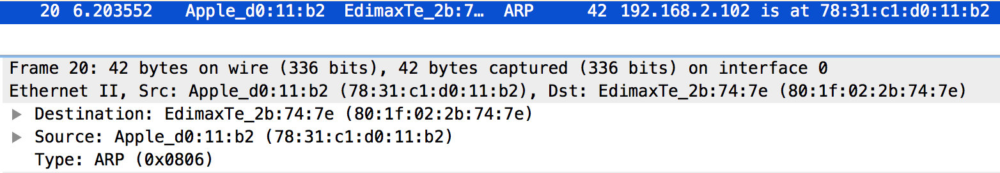 20 6.203552 Apple_d0:11:b2 EdimaxTe_2b:7… ARP 42 192.168.2.102 is at 78:31:c1:d0:11:b2
Frame 20: 42 bytes on wire (336 bits), 42 bytes captured (336 bits) on interface 0
Ethernet II, Src: Apple_d0:11:b2 (78:31:c1:d0:11:b2), Dst: EdimaxTe_2b:74:7e (80:1f:02:2b:74:7e)
Destination: EdimaxTe_2b:74:7e (80:1f:02:2b:74:7e)
Source: Apple_d0:11:b2 (78:31:c1:d0:11:b2)
Type: ARP (0x0806)